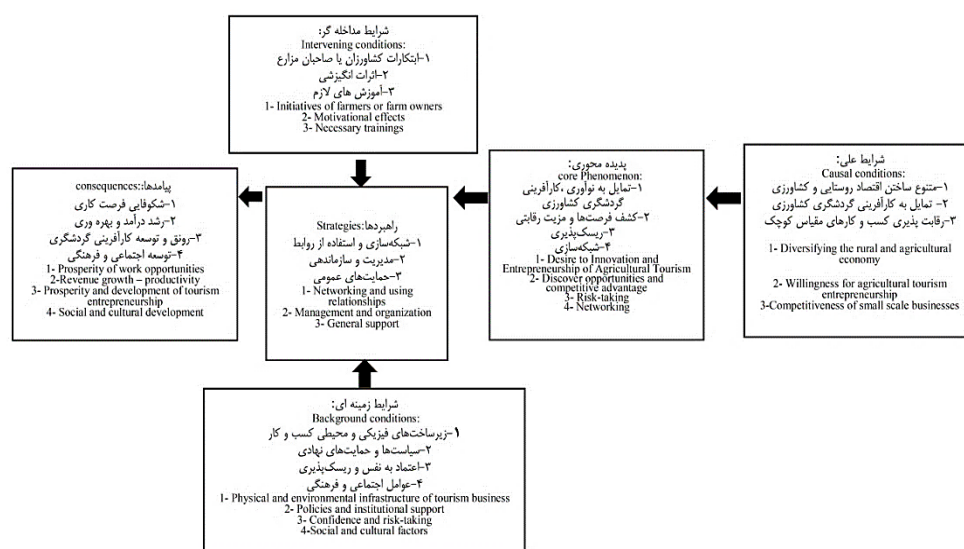 شرایط مداخله گر:
Intervening conditions:
۱-ابتکارات کشاورزان یا صاحبان مزارع
۲-اثرات انگیزشی
۳-آموزش های لازم
1- Initiatives of farmers or farm owners
2- Motivational effects
3- Necessary trainings
پیامدها:
consequences:
۱-شکوفایی فرصت کاری
۲-رشد درآمد و بهره وری
۳-رونق و توسعه کارآفرینی گردشگری
۴-توسعه اجتماعی و فرهنگی
1- Prosperity of work opportunities
2-Revenue growth – productivity
3- Prosperity and development of tourism
entrepreneurship
4- Social and cultural development
راهبردها:
Strategies:
۱-شبکه‌سازی و استفاده از روابط
۲-مدیریت و سازماندهی
۳-حمایت‌های عمومی
1- Networking and using
relationships
2- Management and organization
3- General support
پدیده محوری:
core Phenomenon:
۱-تمایل به نوآوری ،کارآفرینی
گردشگری کشاورزی
۲-کشف فرصت‌ها و مزیت رقابتی
۳-ریسک‌پذیری
۴-شبکه‌سازی
1- Desire to Innovation and
Entrepreneurship of Agricultural Tourism
2- Discover opportunities and
competitive advantage
3- Risk-taking
4- Networking
شرایط علی:
Causal conditions:
۱-متنوع ساختن اقتصاد روستایی و کشاورزی
۲- تمایل به کارآفرینی گردشگری کشاورزی
۳-رقابت پذیری کسب و کارهای مقیاس کوچک
1- Diversifying the rural and agricultural
economy
2- Willingness for agricultural tourism
entrepreneurship
3-Competitiveness of small scale businesses
شرایط زمینه ای:
Background conditions:
۱-زیرساخت‌های فیزیکی و محیطی کسب و کار
۲-سیاست‌ها و حمایت‌های نهادی
۳-اعتماد به نفس و ریسک‌پذیری
۴-عوامل اجتماعی و فرهنگی
1- Physical and environmental infrastructure of tourism business
2- Policies and institutional support
3- Confidence and risk-taking
4-Social and cultural factors